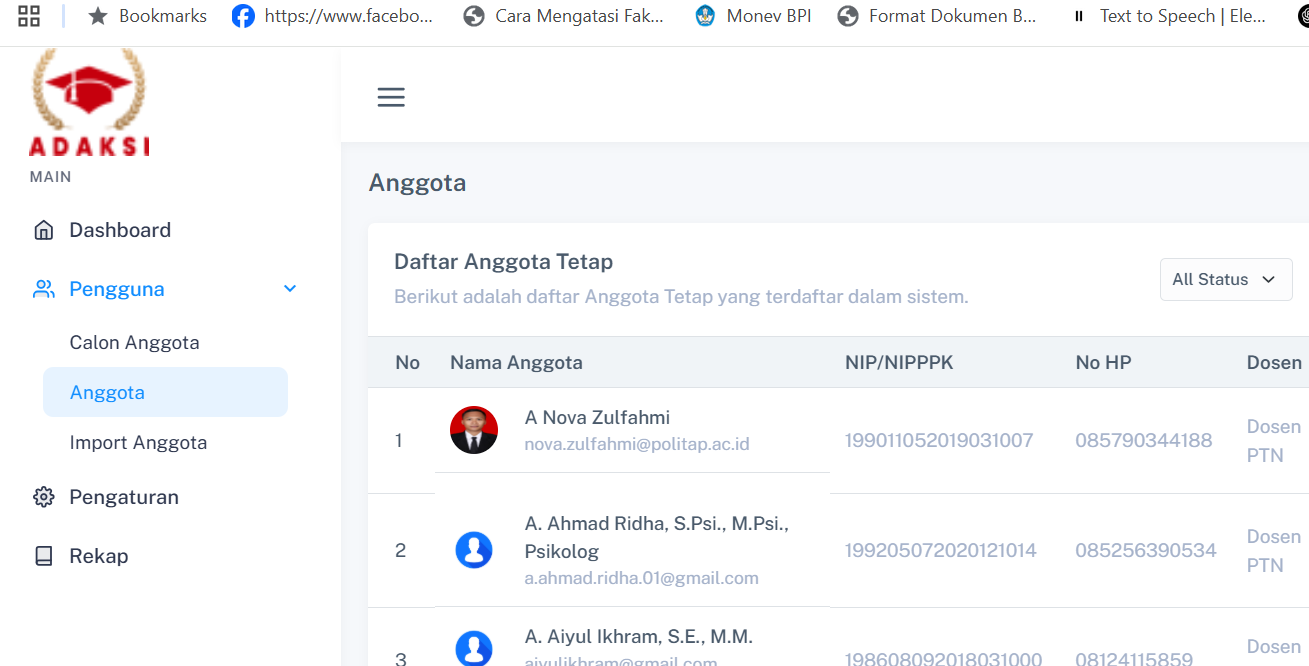 Bookmarks
https://www.facebo...
Cara Mengatasi Fak...
Monev BPI
Format Dokumen B...
Text to Speech | Ele...
ADAKSI
MAIN
Dashboard
Pengguna
Calon Anggota
Anggota
Import Anggota
Pengaturan
Rekap
Anggota
Daftar Anggota Tetap
Berikut adalah daftar Anggota Tetap yang terdaftar dalam sistem.
All Status
No Nama Anggota NIP/NIPPPK No HP Dosen
1 A Nova Zulfahmi 199011052019031007 085790344188 Dosen
nova.zulfahmi@politap.ac.id PTN
A. Ahmad Ridha, S.Psi., M.Psi.,
2 Psikolog 199205072020121014 085256390534 Dosen
a.ahmad.ridha.01@gmail.com PTN
3 A. Aiyul Ikhram, S.E., M.M. 198608092018031000 08124115859 Dosen
aiyulikhram@gmail.com